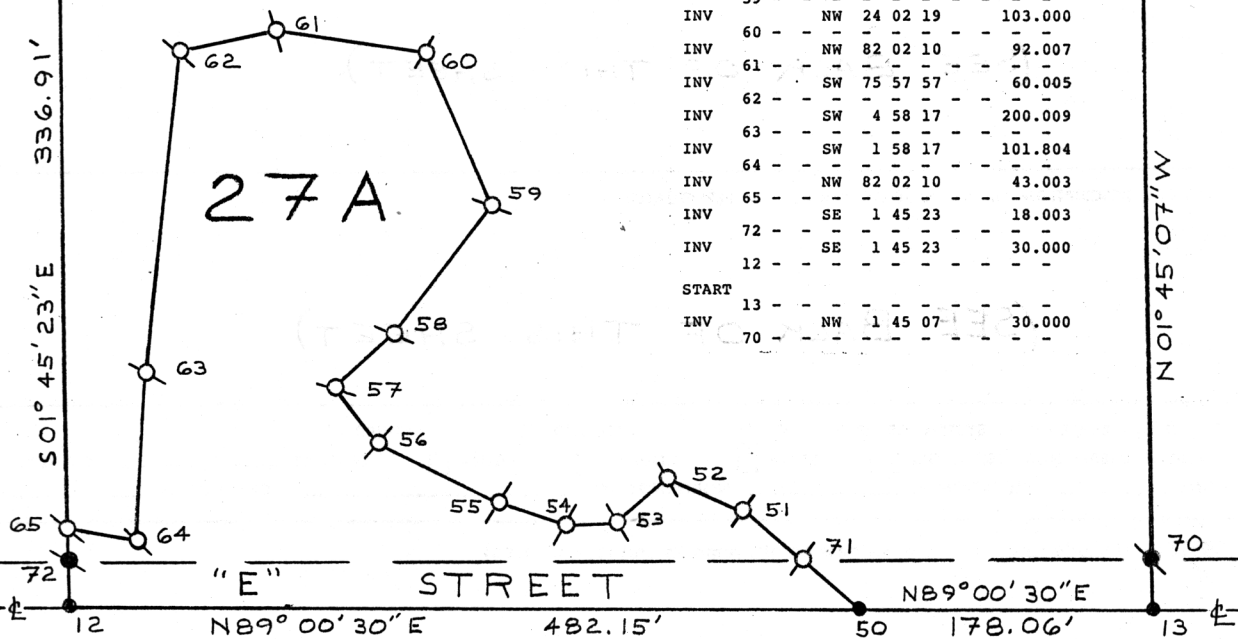 59 - - - - - - - - - -
INV NW 24 02 19 103.000
60 - - - - - - - - - -
INV NW 82 02 10 92.007
61 - - - - - - - - - -
INV SW 75 57 57 60.005
62 - - - - - - - - - -
INV SW 4 58 17 200.009
63 - - - - - - - - - -
INV SW 1 58 17 101.804
64 - - - - - - - - - -
INV NW 82 02 10 43.003
65 - - - - - - - - - -
INV SE 1 45 23 18.003
72 - - - - - - - - - -
INV SE 1 45 23 30.000
12 - - - - - - - - - -
START
13 - - - - - - - - - -
INV NW 1 45 07 30.000
70 - - - - - - - - - -
61
62
60
336.91'
27A
59
N01°45'07"W
S01°45'23"E
58
63
57
56
52
55
54
53
51
65
64
71
70
72
"E" STREET
N89°00'30"E
℄
12
N89°00'30"E
482.15'
50
178.06'
13
℄